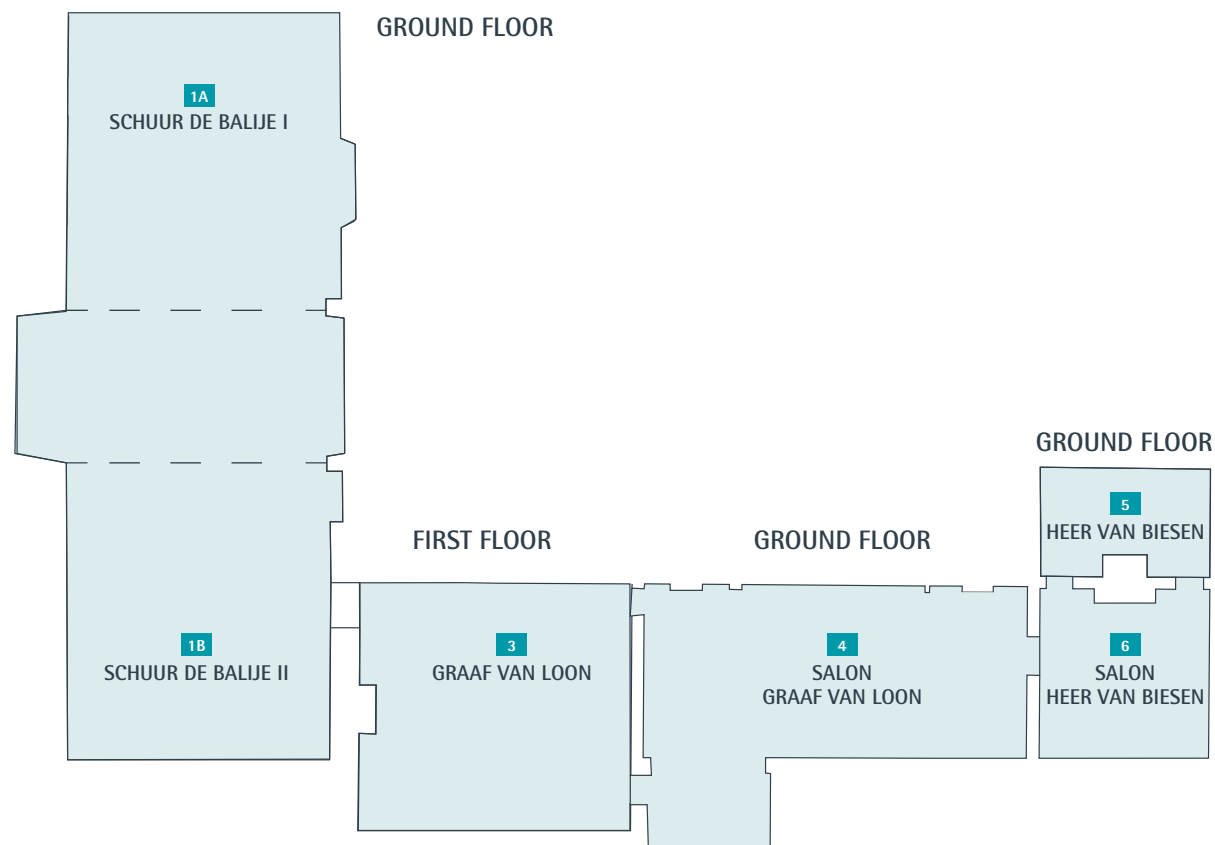 GROUND FLOOR
1A
SCHUUR DE BALIJE I
GROUND FLOOR
5
HEER VAN BIESEN
FIRST FLOOR
GROUND FLOOR
1B
SCHUUR DE BALIJE II
3
GRAAF VAN LOON
4
SALON
GRAAF VAN LOON
6
SALON
HEER VAN BIESEN